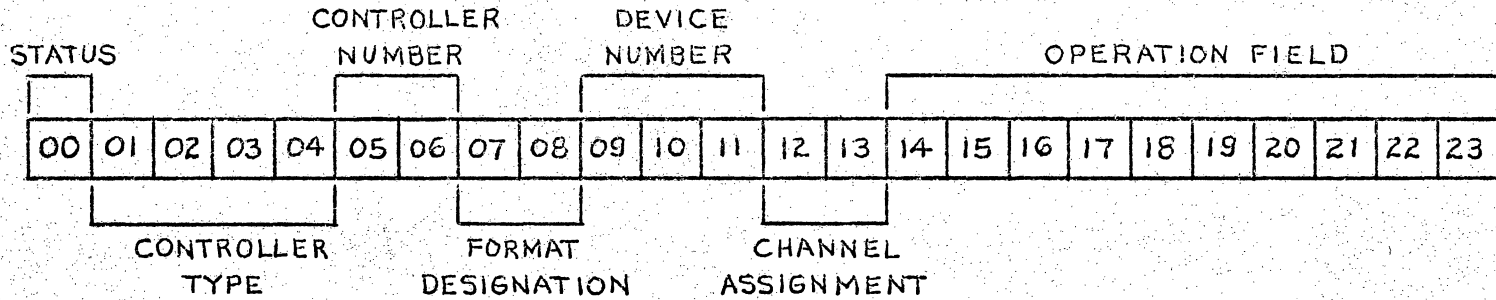 CONTROLLER
NUMBER
DEVICE
NUMBER
STATUS
OPERATION FIELD
00 01 02 03 04 05 06 07 08 09 10 11 12 13 14 15 16 17 18 19 20 21 22 23
CONTROLLER
TYPE
FORMAT
DESIGNATION
CHANNEL
ASSIGNMENT